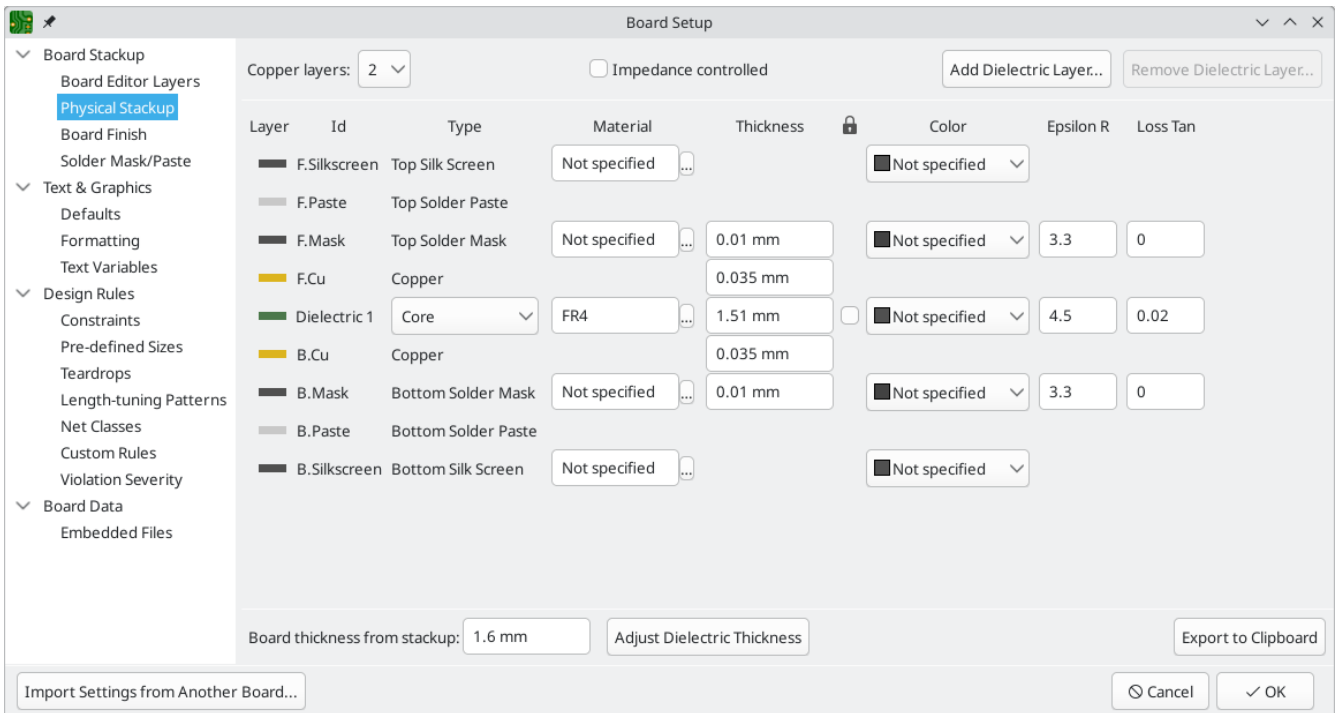 Board Setup
Board Stackup
Board Editor Layers
Physical Stackup
Board Finish
Solder Mask/Paste
Text & Graphics
Defaults
Formatting
Text Variables
Design Rules
Constraints
Pre-defined Sizes
Teardrops
Length-tuning Patterns
Net Classes
Custom Rules
Violation Severity
Board Data
Embedded Files
Copper layers: 2 Impedance controlled Add Dielectric Layer... Remove Dielectric Layer...
Layer Id Type Material Thickness Color Epsilon R Loss Tan
F.Silkscreen Top Silk Screen Not specified ... Not specified
F.Paste Top Solder Paste
F.Mask Top Solder Mask Not specified ... 0.01 mm Not specified 3.3 0
F.Cu Copper 0.035 mm
Dielectric 1 Core FR4 ... 1.51 mm Not specified 4.5 0.02
B.Cu Copper 0.035 mm
B.Mask Bottom Solder Mask Not specified ... 0.01 mm Not specified 3.3 0
B.Paste Bottom Solder Paste
B.Silkscreen Bottom Silk Screen Not specified ... Not specified
Board thickness from stackup: 1.6 mm Adjust Dielectric Thickness Export to Clipboard
Import Settings from Another Board... Cancel OK